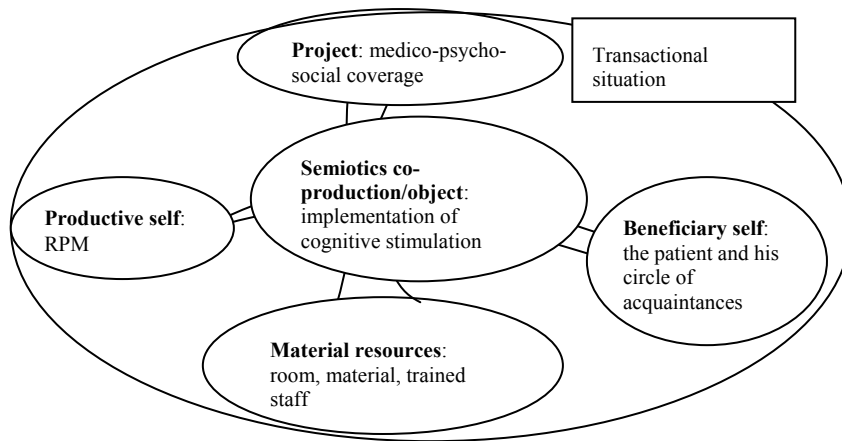 Project: medico-psycho-
social coverage
Transactional
situation
Semiotics co-
production/object:
implementation of
cognitive stimulation
Productive self:
RPM
Beneficiary self:
the patient and his
circle of
acquaintances
Material resources:
room, material, trained
staff